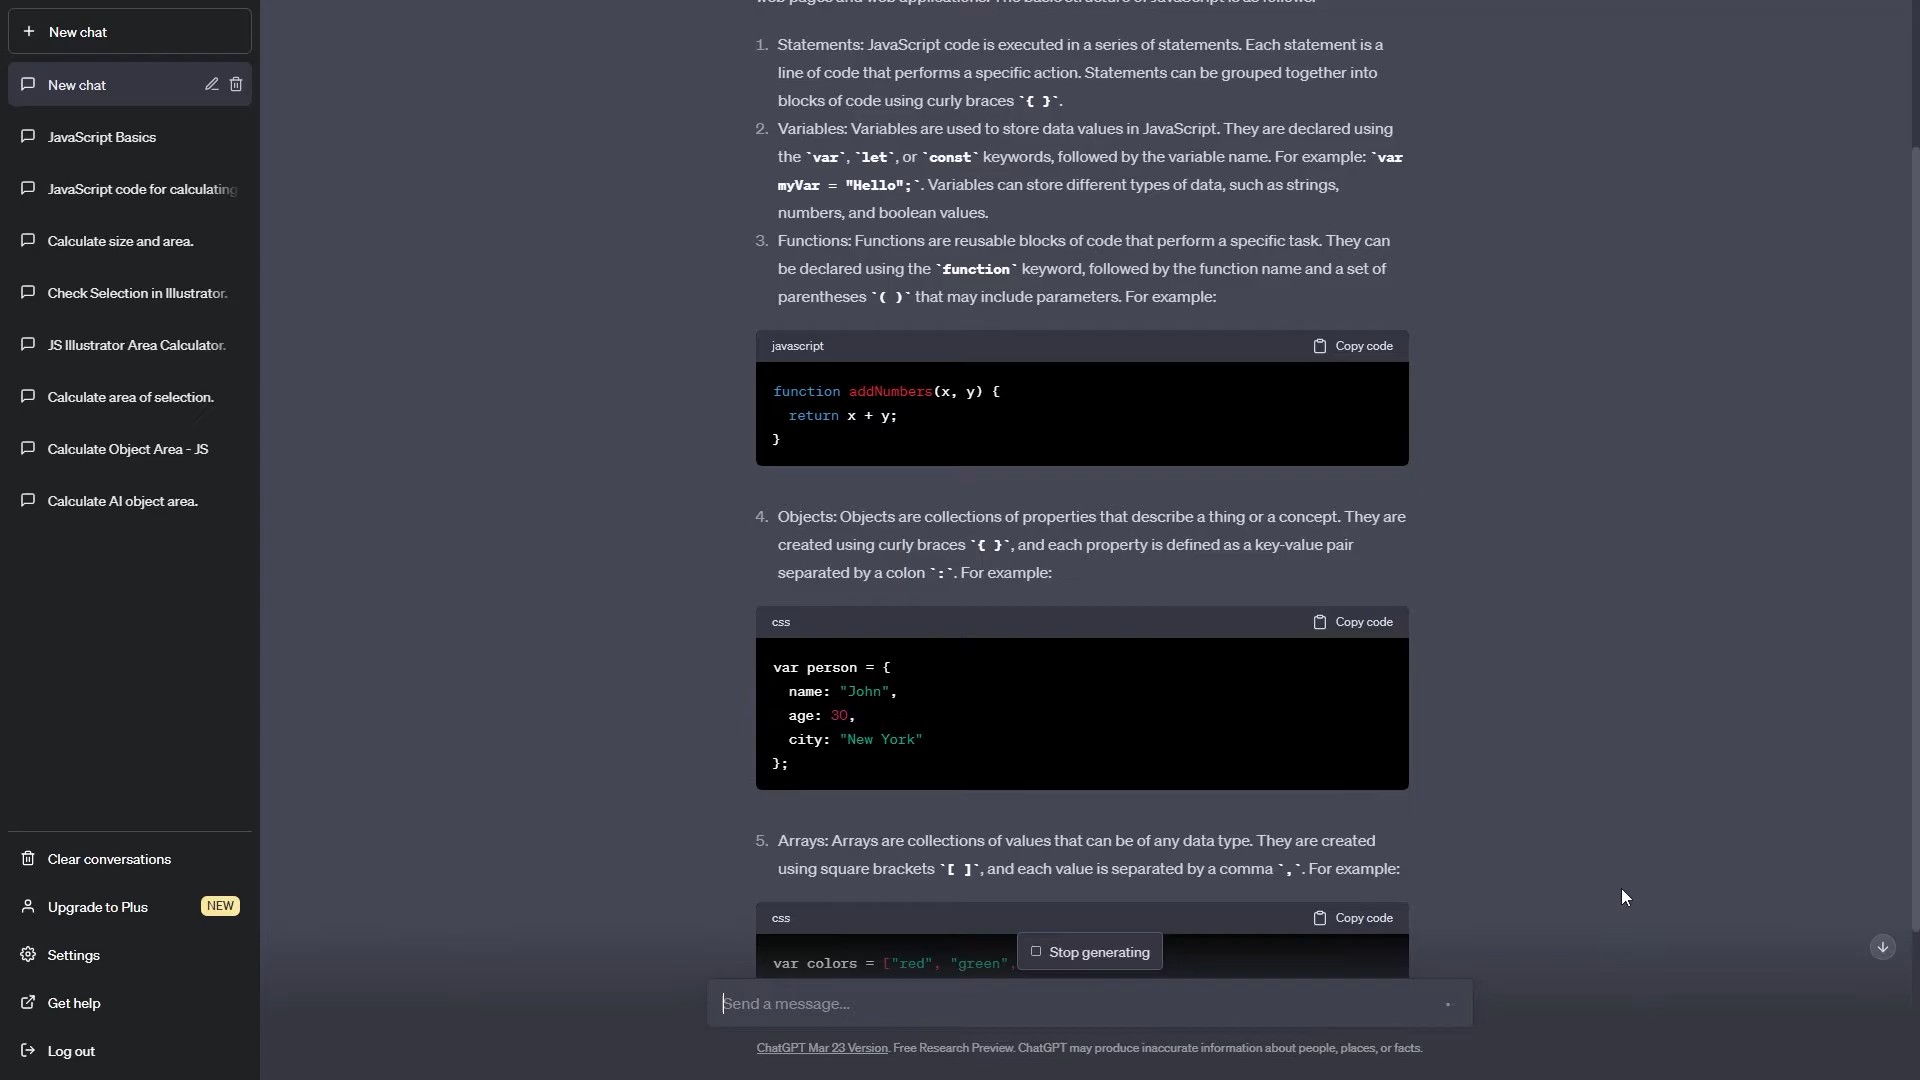 New chat
New chat
JavaScript Basics
JavaScript code for calculating
Calculate size and area.
Check Selection in Illustrator.
JS Illustrator Area Calculator.
Calculate area of selection.
Calculate Object Area - JS
Calculate AI object area.
Clear conversations
Upgrade to Plus NEW
Settings
Get help
Log out
web pages and web applications. The basic structure of JavaScript is as follows:
1. Statements: JavaScript code is executed in a series of statements. Each statement is a
line of code that performs a specific action. Statements can be grouped together into
blocks of code using curly braces `{ }`.
2. Variables: Variables are used to store data values in JavaScript. They are declared using
the `var`, `let`, or `const` keywords, followed by the variable name. For example: `var
myVar = "Hello";`. Variables can store different types of data, such as strings,
numbers, and boolean values.
3. Functions: Functions are reusable blocks of code that perform a specific task. They can
be declared using the `function` keyword, followed by the function name and a set of
parentheses `( )` that may include parameters. For example:
javascript Copy code
function addNumbers(x, y) {
return x + y;
}
4. Objects: Objects are collections of properties that describe a thing or a concept. They are
created using curly braces `{ }`, and each property is defined as a key-value pair
separated by a colon `:`. For example:
css Copy code
var person = {
name: "John",
age: 30,
city: "New York"
};
5. Arrays: Arrays are collections of values that can be of any data type. They are created
using square brackets `[ ]`, and each value is separated by a comma `,`. For example:
css Copy code
var colors = ["red", "green",
Stop generating
Send a message...
ChatGPT Mar 23 Version. Free Research Preview. ChatGPT may produce inaccurate information about people, places, or facts.